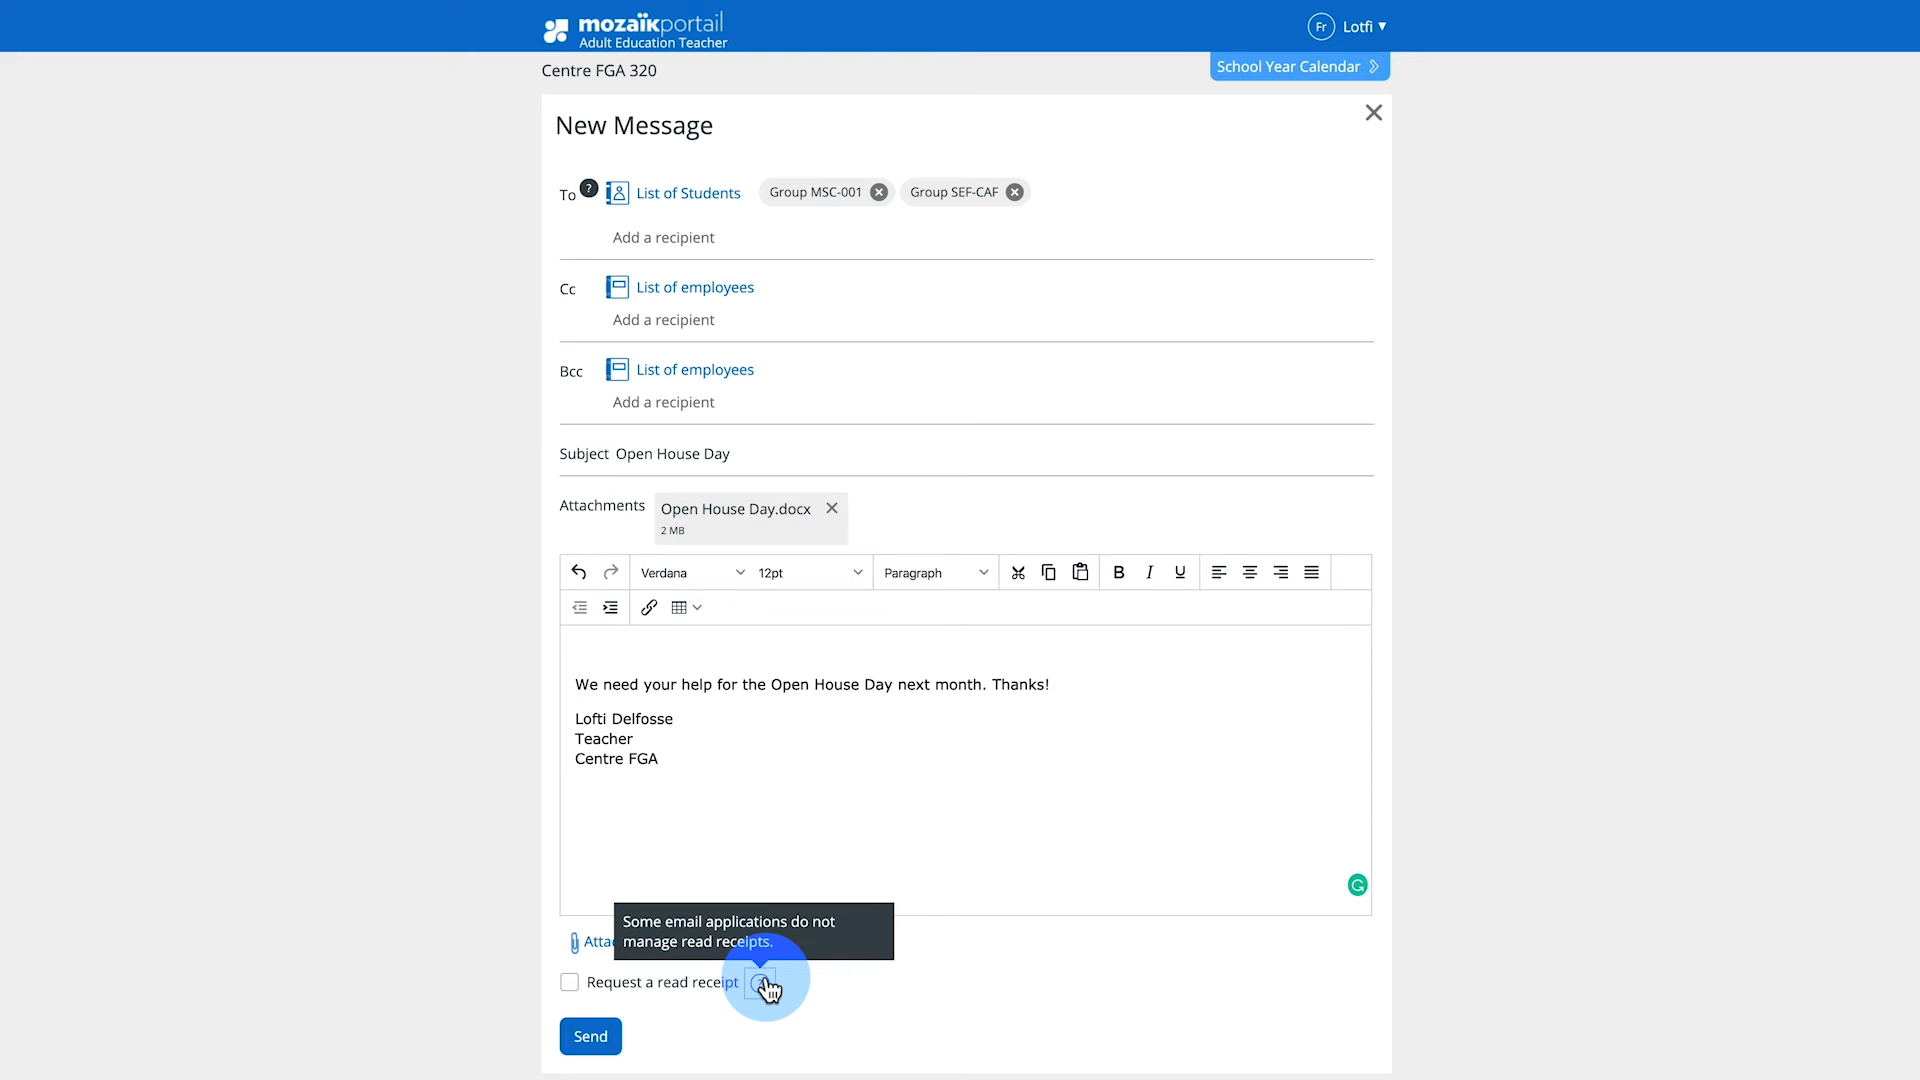 mozaïkportail
Adult Education Teacher
Fr Lotfi
Centre FGA 320
School Year Calendar
New Message
To ? List of Students Group MSC-001 Group SEF-CAF
Add a recipient
Cc List of employees
Add a recipient
Bcc List of employees
Add a recipient
Subject Open House Day
Attachments Open House Day.docx
2 MB
Verdana 12pt Paragraph B I U
We need your help for the Open House Day next month. Thanks!
Lofti Delfosse
Teacher
Centre FGA
Some email applications do not
manage read receipts.
Atta
Request a read receipt
Send